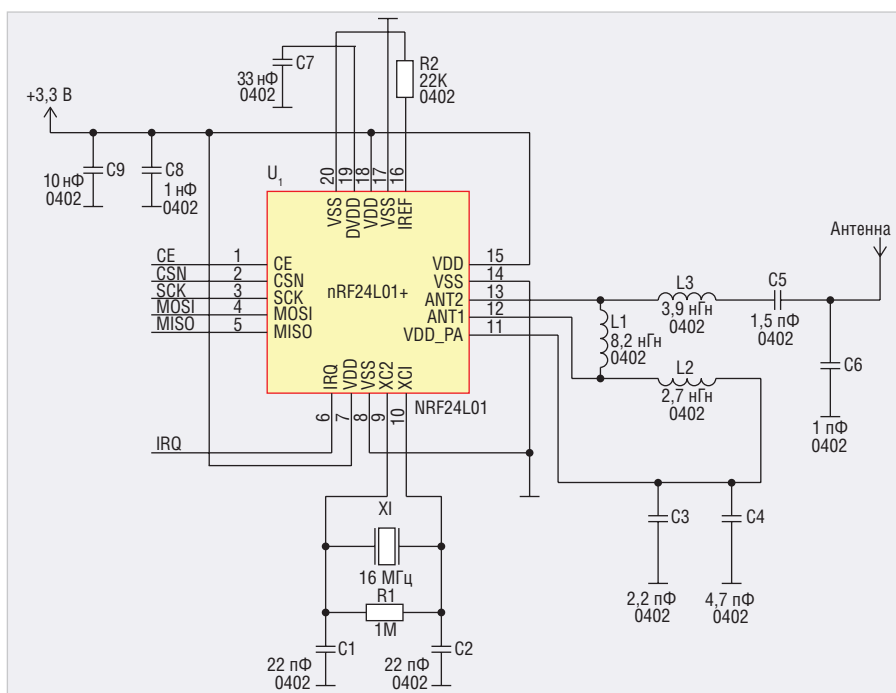 C7
33 нФ
0402
R2
22K
0402
+3,3 В
C9
10 нФ
0402
C8
1 нФ
0402
U1
20
19
18
17
16
VSS
DVDD
VDD
VSS
IREF
CE
CSN
SCK
MOSI
MISO
1
2
3
4
5
CE
CSN
SCK
MOSI
MISO
nRF24L01+
VDD
VSS
ANT2
ANT1
VDD_PA
15
14
13
12
11
IRQ
VDD
VSS
XC2
XCI
6
7
8
9
10
NRF24L01
IRQ
Антенна
L3
3,9 нГн
0402
C5
1,5 пФ
0402
L1
8,2 нГн
0402
L2
2,7 нГн
0402
C6
1 пФ
0402
C3
2,2 пФ
0402
C4
4,7 пФ
0402
XI
16 МГц
R1
1М
C1
22 пФ
0402
C2
22 пФ
0402